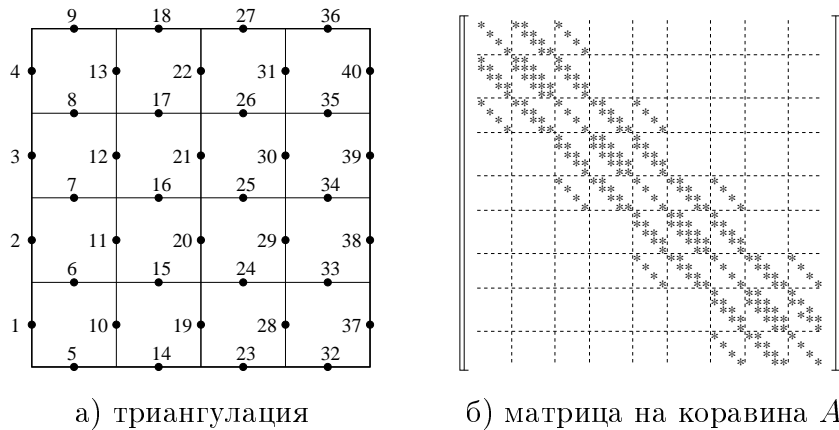 9 18 27 36
4 13 22 31 40
8 17 26 35
3 12 21 30 39
7 16 25 34
2 11 20 29 38
6 15 24 33
1 10 19 28 37
5 14 23 32
а) триангулация
б) матрица на коравина A